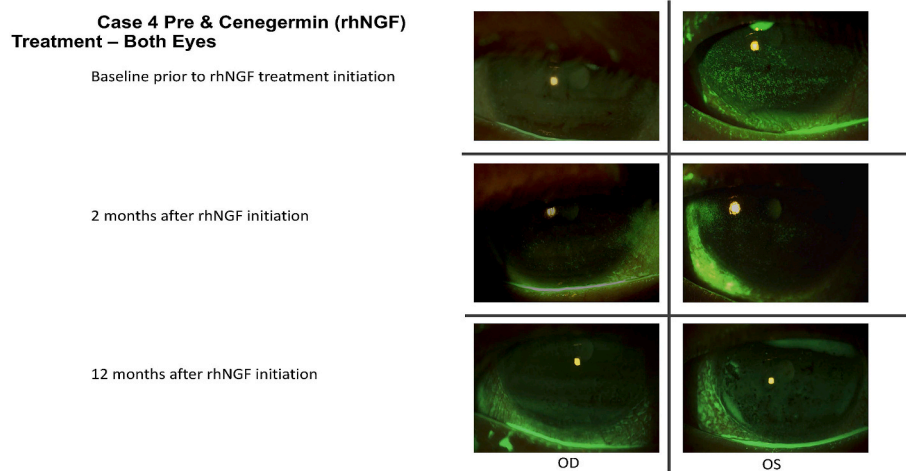 Case 4 Pre & Cenegermin (rhNGF)
Treatment – Both Eyes
Baseline prior to rhNGF treatment initiation
2 months after rhNGF initiation
12 months after rhNGF initiation
OD
OS